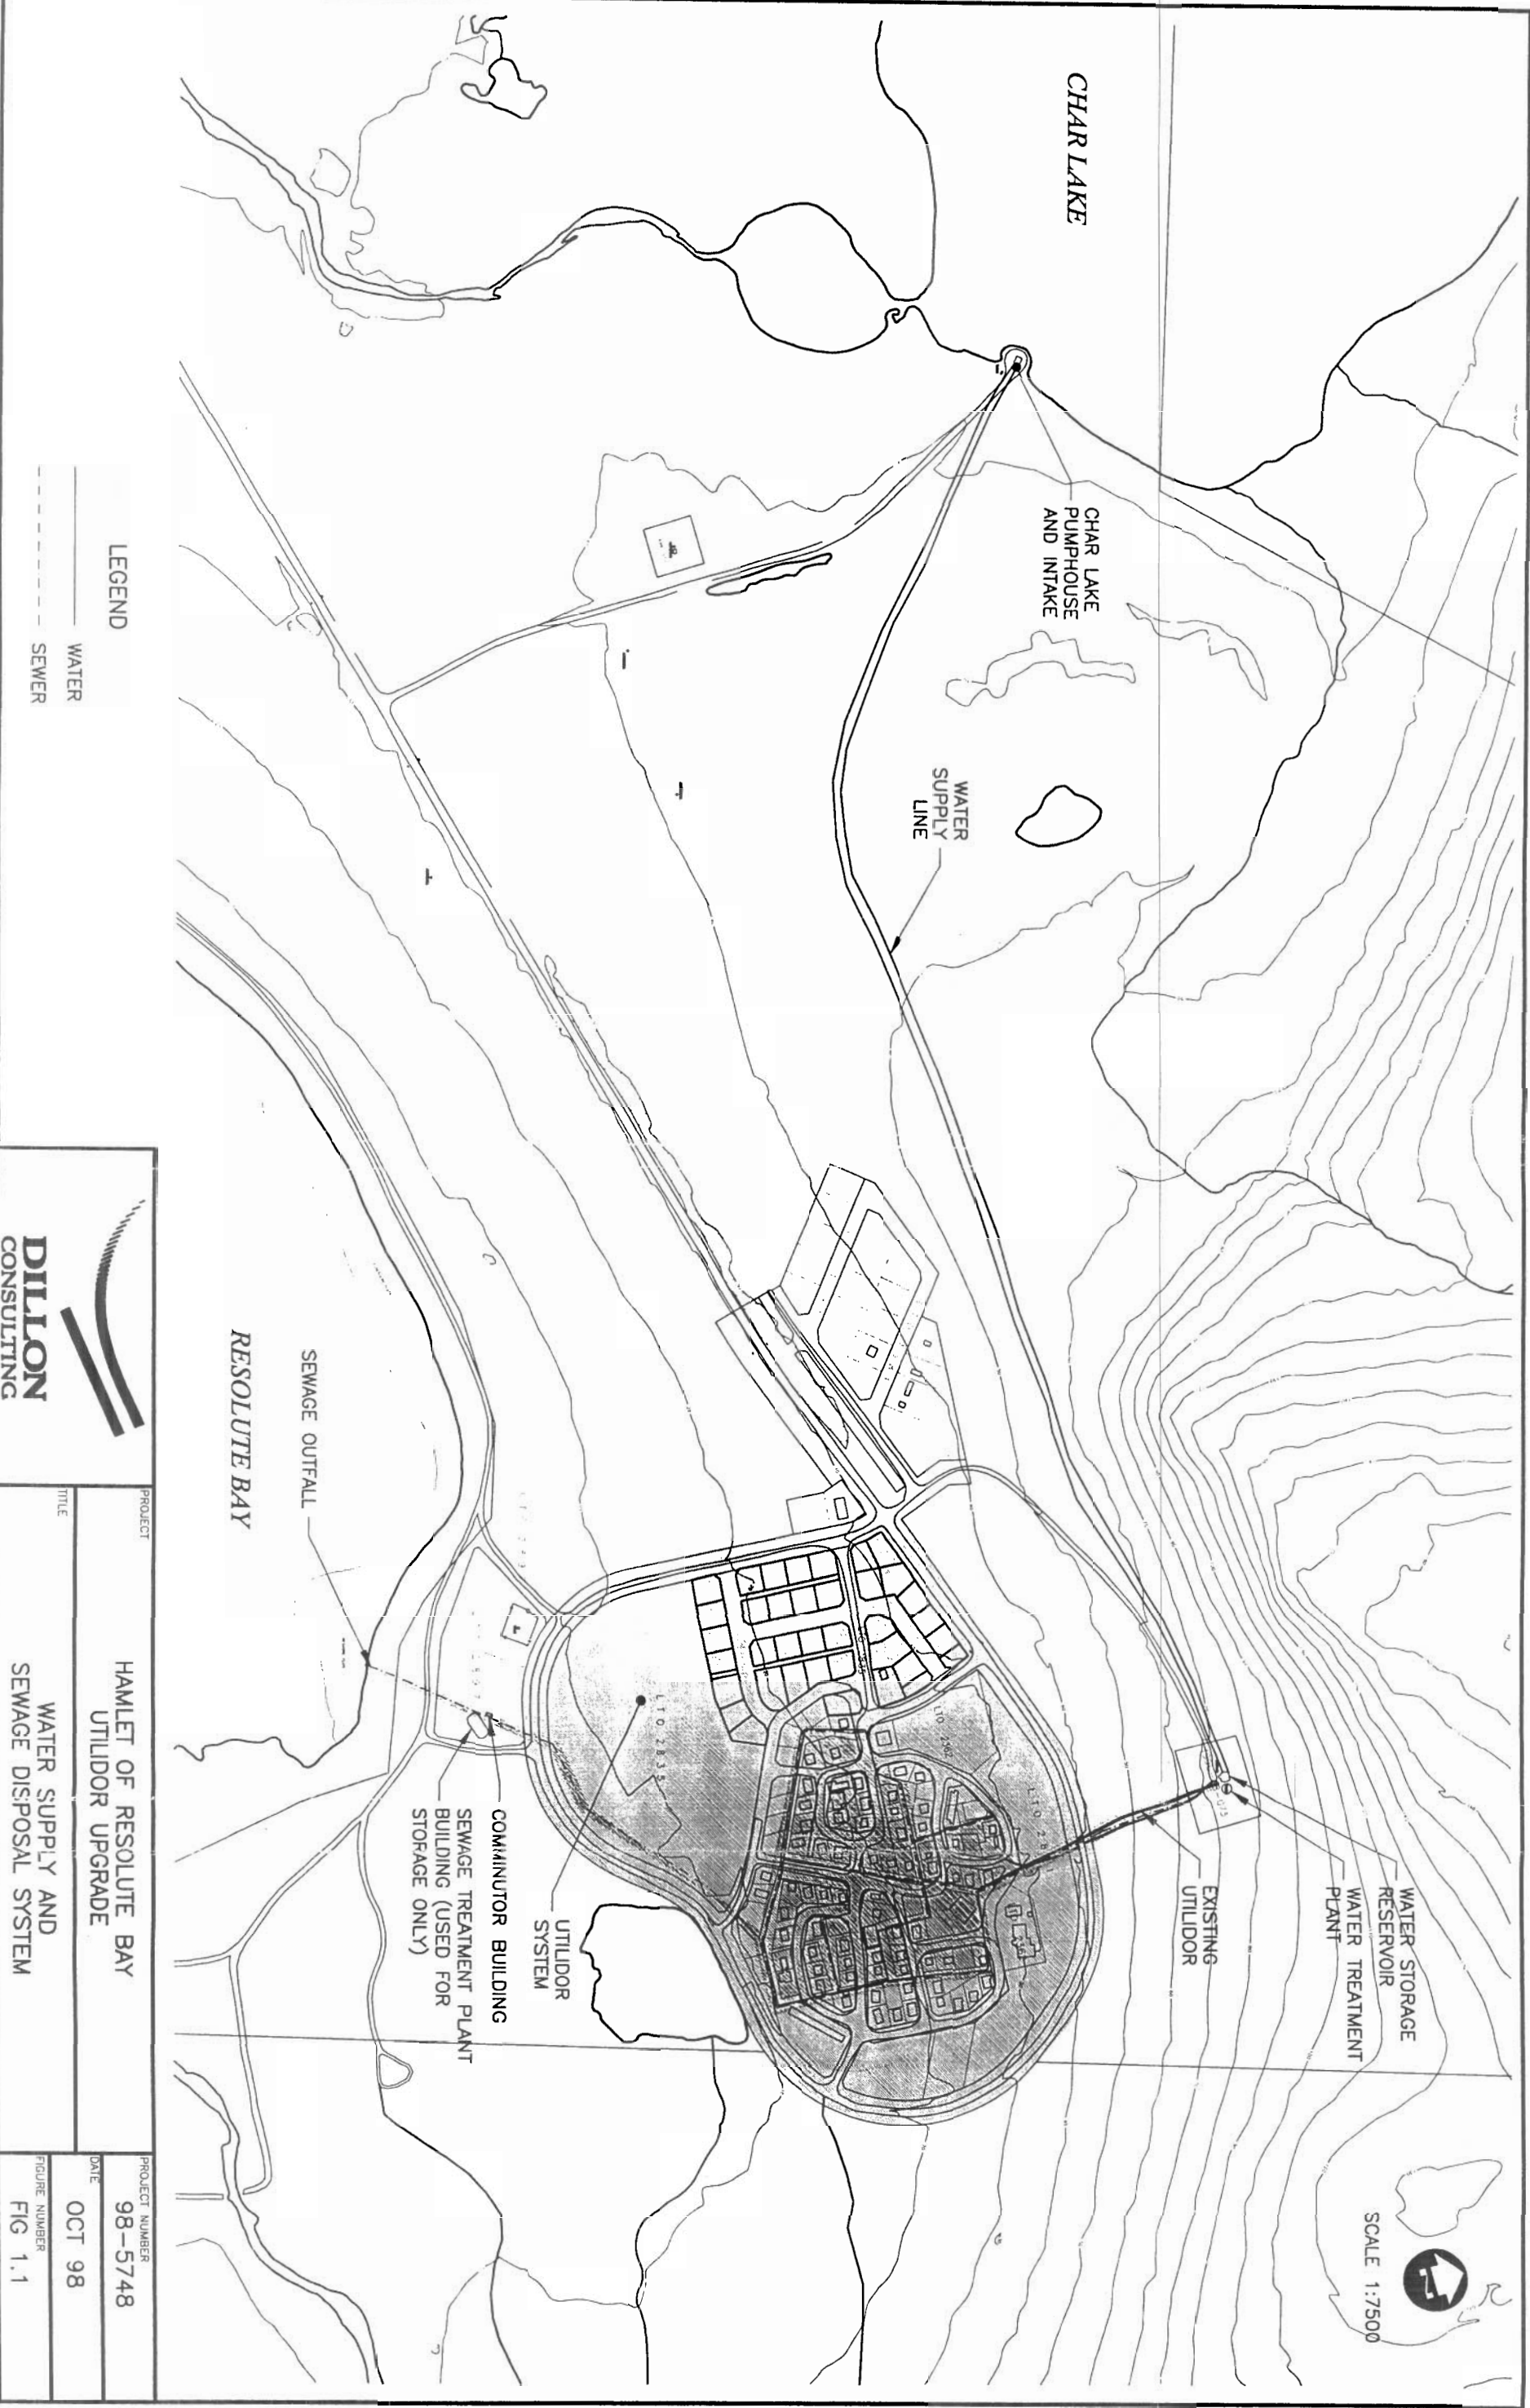 CHAR LAKE
CHAR LAKE
PUMPHOUSE
AND INTAKE
WATER
SUPPLY
LINE
WATER STORAGE
RESERVOIR
WATER TREATMENT
PLANT
EXISTING
UTILIDOR
SCALE 1:7500
UTILIDOR
SYSTEM
COMMINUTOR BUILDING
SEWAGE TREATMENT PLANT
BUILDING (USED FOR
STORAGE ONLY)
SEWAGE OUTFALL
RESOLUTE BAY
LEGEND
WATER
SEWER
DILLON
CONSULTING
PROJECT
HAMLET OF RESOLUTE BAY
UTILIDOR UPGRADE
TITLE
WATER SUPPLY AND
SEWAGE DISPOSAL SYSTEM
PROJECT NUMBER
98-5748
DATE
OCT 98
FIGURE NUMBER
FIG 1.1